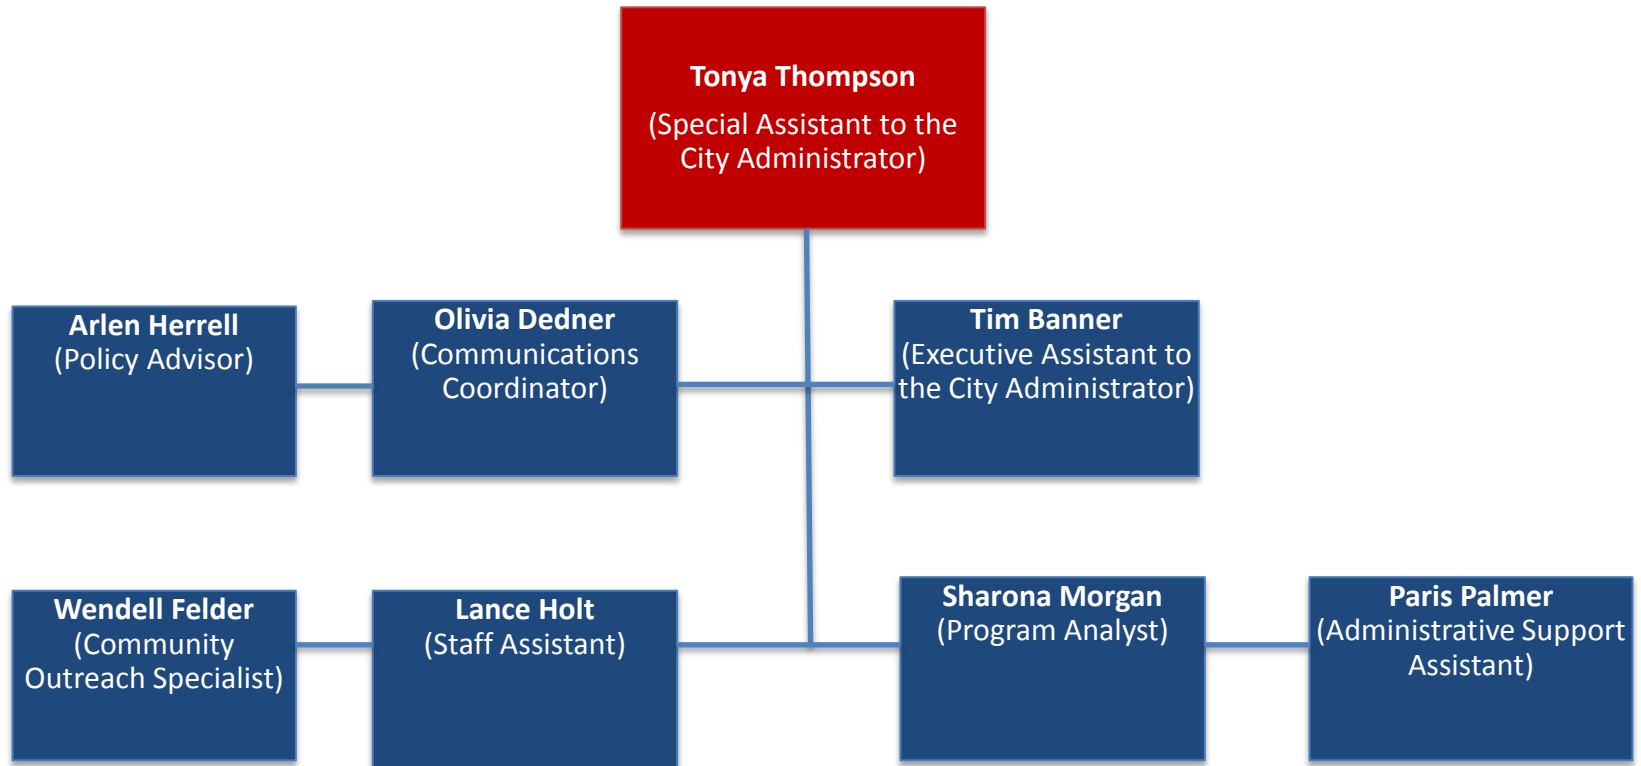 Tonya Thompson
(Special Assistant to the
City Administrator)
Arlen Herrell
(Policy Advisor)
Olivia Dedner
(Communications
Coordinator)
Tim Banner
(Executive Assistant to
the City Administrator)
Wendell Felder
(Community
Outreach Specialist)
Lance Holt
(Staff Assistant)
Sharona Morgan
(Program Analyst)
Paris Palmer
(Administrative Support
Assistant)